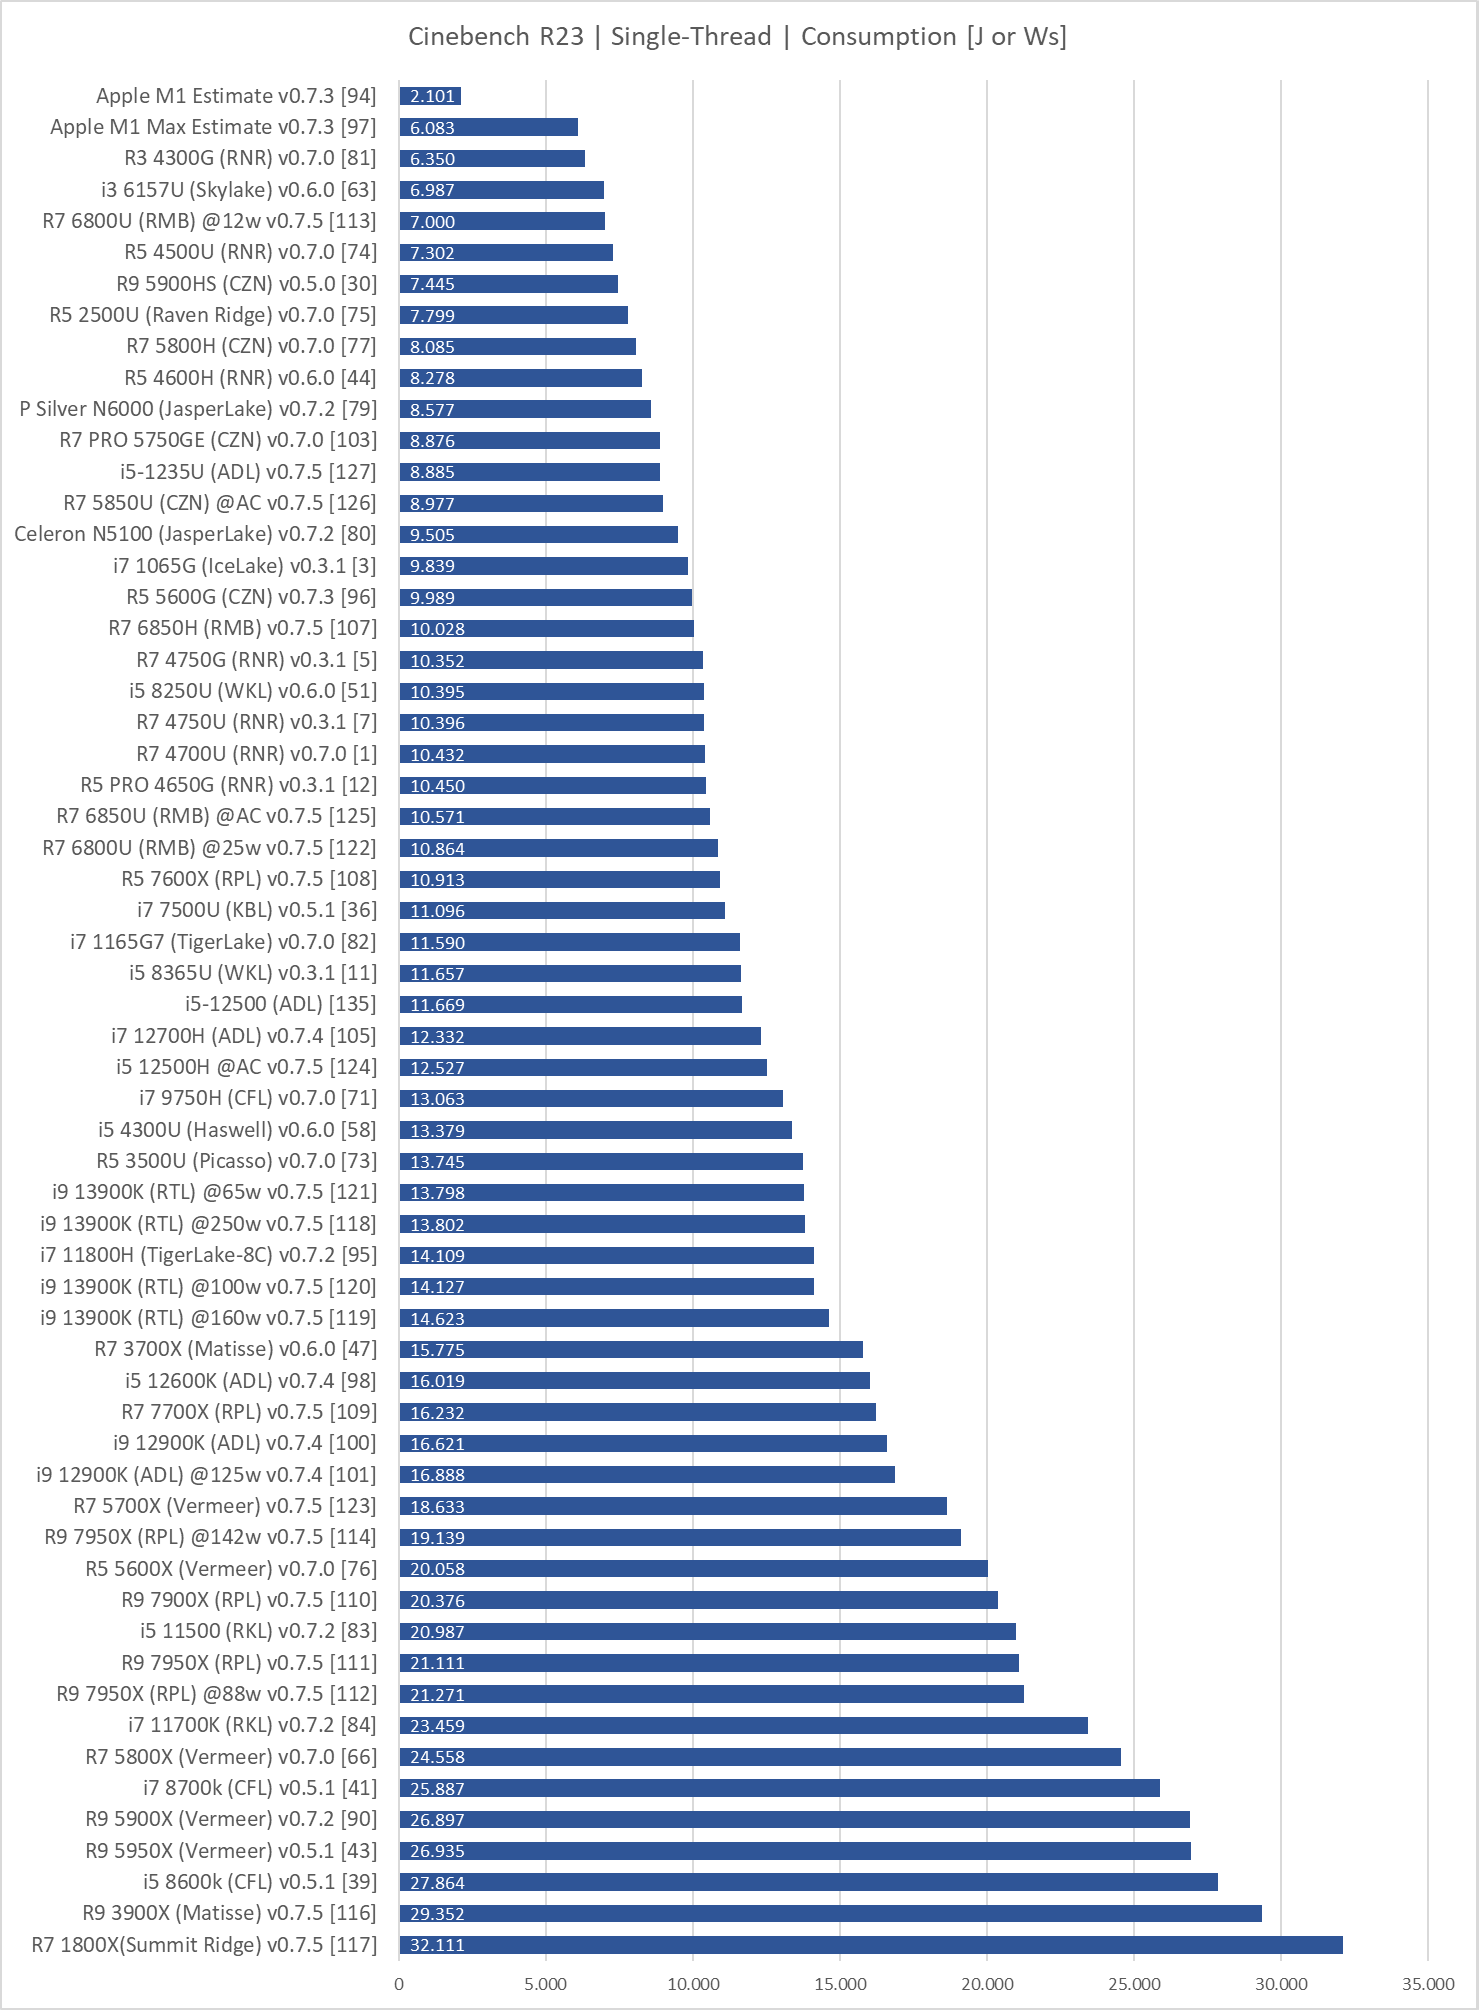 Cinebench R23 | Single-Thread | Consumption [J or Ws]
Apple M1 Estimate v0.7.3 [94] 2.101
Apple M1 Max Estimate v0.7.3 [97] 6.083
R3 4300G (RNR) v0.7.0 [81] 6.350
i3 6157U (Skylake) v0.6.0 [63] 6.987
R7 6800U (RMB) @12w v0.7.5 [113] 7.000
R5 4500U (RNR) v0.7.0 [74] 7.302
R9 5900HS (CZN) v0.5.0 [30] 7.445
R5 2500U (Raven Ridge) v0.7.0 [75] 7.799
R7 5800H (CZN) v0.7.0 [77] 8.085
R5 4600H (RNR) v0.6.0 [44] 8.278
P Silver N6000 (JasperLake) v0.7.2 [79] 8.577
R7 PRO 5750GE (CZN) v0.7.0 [103] 8.876
i5-1235U (ADL) v0.7.5 [127] 8.885
R7 5850U (CZN) @AC v0.7.5 [126] 8.977
Celeron N5100 (JasperLake) v0.7.2 [80] 9.505
i7 1065G (IceLake) v0.3.1 [3] 9.839
R5 5600G (CZN) v0.7.3 [96] 9.989
R7 6850H (RMB) v0.7.5 [107] 10.028
R7 4750G (RNR) v0.3.1 [5] 10.352
i5 8250U (WKL) v0.6.0 [51] 10.395
R7 4750U (RNR) v0.3.1 [7] 10.396
R7 4700U (RNR) v0.7.0 [1] 10.432
R5 PRO 4650G (RNR) v0.3.1 [12] 10.450
R7 6850U (RMB) @AC v0.7.5 [125] 10.571
R7 6800U (RMB) @25w v0.7.5 [122] 10.864
R5 7600X (RPL) v0.7.5 [108] 10.913
i7 7500U (KBL) v0.5.1 [36] 11.096
i7 1165G7 (TigerLake) v0.7.0 [82] 11.590
i5 8365U (WKL) v0.3.1 [11] 11.657
i5-12500 (ADL) [135] 11.669
i7 12700H (ADL) v0.7.4 [105] 12.332
i5 12500H @AC v0.7.5 [124] 12.527
i7 9750H (CFL) v0.7.0 [71] 13.063
i5 4300U (Haswell) v0.6.0 [58] 13.379
R5 3500U (Picasso) v0.7.0 [73] 13.745
i9 13900K (RTL) @65w v0.7.5 [121] 13.798
i9 13900K (RTL) @250w v0.7.5 [118] 13.802
i7 11800H (TigerLake-8C) v0.7.2 [95] 14.109
i9 13900K (RTL) @100w v0.7.5 [120] 14.127
i9 13900K (RTL) @160w v0.7.5 [119] 14.623
R7 3700X (Matisse) v0.6.0 [47] 15.775
i5 12600K (ADL) v0.7.4 [98] 16.019
R7 7700X (RPL) v0.7.5 [109] 16.232
i9 12900K (ADL) v0.7.4 [100] 16.621
i9 12900K (ADL) @125w v0.7.4 [101] 16.888
R7 5700X (Vermeer) v0.7.5 [123] 18.633
R9 7950X (RPL) @142w v0.7.5 [114] 19.139
R5 5600X (Vermeer) v0.7.0 [76] 20.058
R9 7900X (RPL) v0.7.5 [110] 20.376
i5 11500 (RKL) v0.7.2 [83] 20.987
R9 7950X (RPL) v0.7.5 [111] 21.111
R9 7950X (RPL) @88w v0.7.5 [112] 21.271
i7 11700K (RKL) v0.7.2 [84] 23.459
R7 5800X (Vermeer) v0.7.0 [66] 24.558
i7 8700k (CFL) v0.5.1 [41] 25.887
R9 5900X (Vermeer) v0.7.2 [90] 26.897
R9 5950X (Vermeer) v0.5.1 [43] 26.935
i5 8600k (CFL) v0.5.1 [39] 27.864
R9 3900X (Matisse) v0.7.5 [116] 29.352
R7 1800X(Summit Ridge) v0.7.5 [117] 32.111
0 5.000 10.000 15.000 20.000 25.000 30.000 35.000